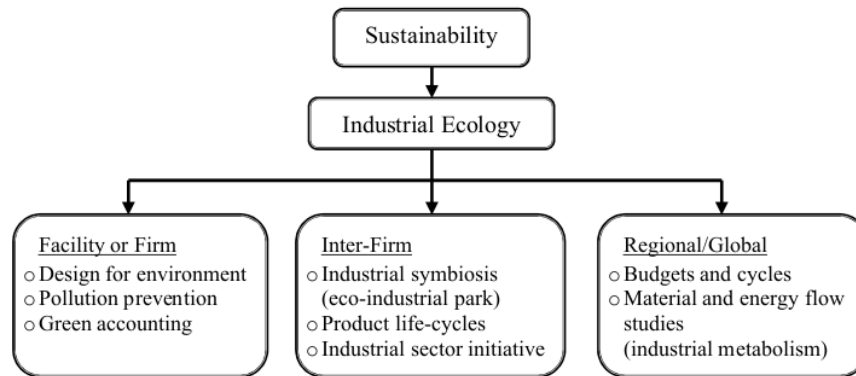 Sustainability
Industrial Ecology
Facility or Firm
○ Design for environment
○ Pollution prevention
○ Green accounting
Inter-Firm
○ Industrial symbiosis
(eco-industrial park)
○ Product life-cycles
○ Industrial sector initiative
Regional/Global
○ Budgets and cycles
○ Material and energy flow
studies
(industrial metabolism)